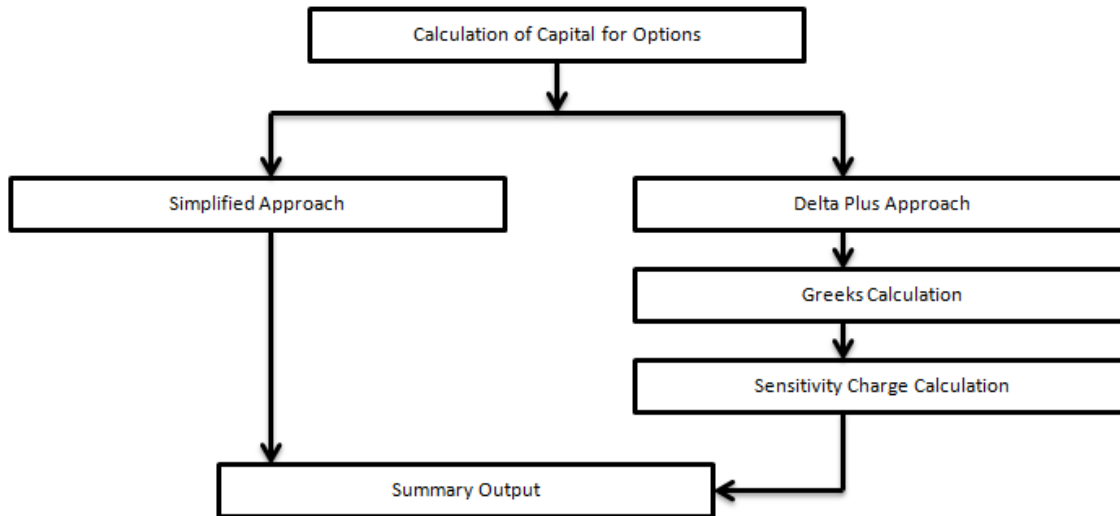 Calculation of Capital for Options
Simplified Approach
Delta Plus Approach
Greeks Calculation
Sensitivity Charge Calculation
Summary Output